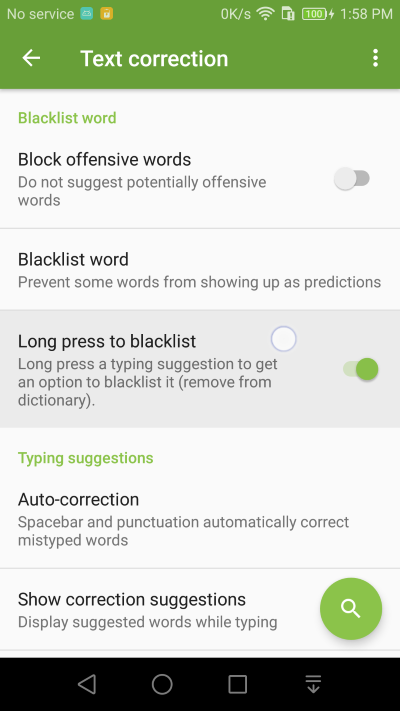 No service 0K/s 100 1:58 PM
Text correction
Blacklist word
Block offensive words
Do not suggest potentially offensive
words
Blacklist word
Prevent some words from showing up as predictions
Long press to blacklist
Long press a typing suggestion to get
an option to blacklist it (remove from
dictionary).
Typing suggestions
Auto-correction
Spacebar and punctuation automatically correct
mistyped words
Show correction suggestions
Display suggested words while typing